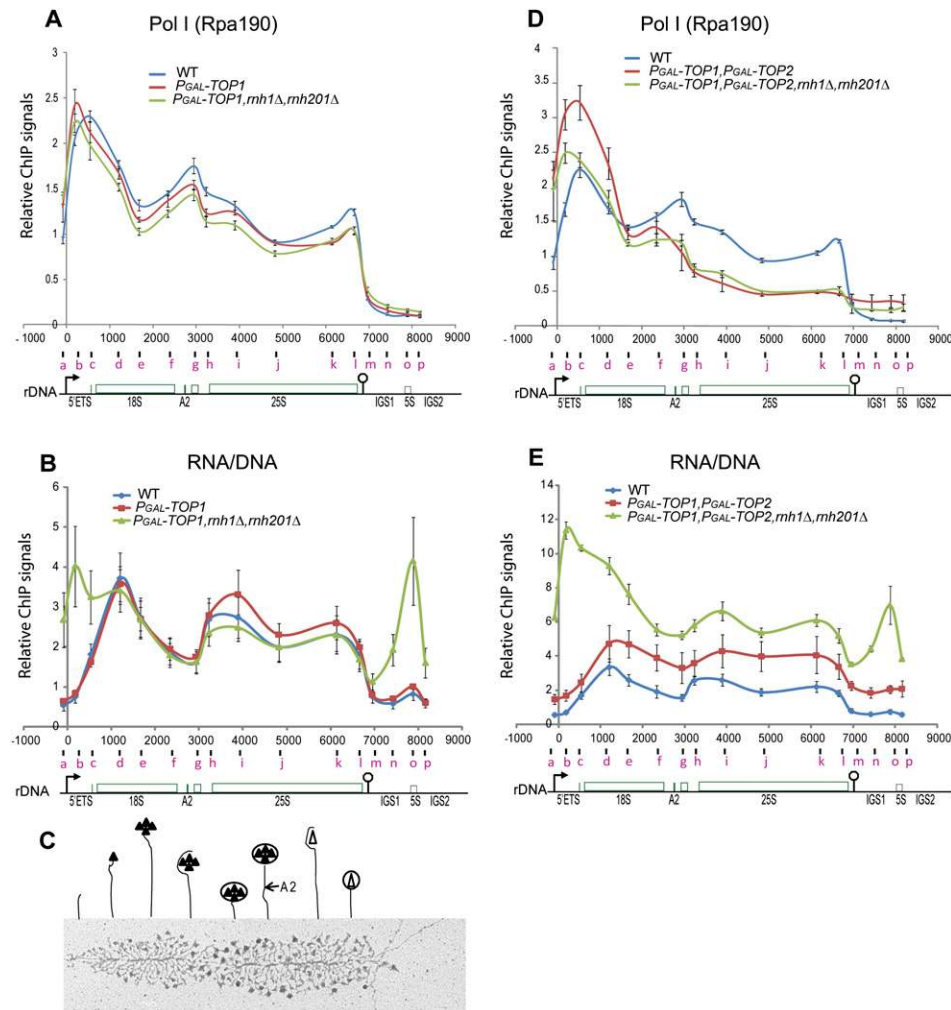 A
Pol I (Rpa190)
WT
PGAL-TOP1
PGAL-TOP1,rnh1Δ,rnh201Δ
Relative ChIP signals
3
2.5
2
1.5
1
0.5
0
-1000 0 1000 2000 3000 4000 5000 6000 7000 8000 9000
a b c d e f g h i j k l m n o p
rDNA
5'ETS 18S A2 25S IGS1 5S IGS2
B
RNA/DNA
WT
PGAL-TOP1
PGAL-TOP1,rnh1Δ,rnh201Δ
Relative ChIP signals
6
5
4
3
2
1
0
-1000 0 1000 2000 3000 4000 5000 6000 7000 8000 9000
a b c d e f g h i j k l m n o p
rDNA
5'ETS 18S A2 25S IGS1 5S IGS2
C
A2
D
Pol I (Rpa190)
WT
PGAL-TOP1,PGAL-TOP2
PGAL-TOP1,PGAL-TOP2,rnh1Δ,rnh201Δ
Relative ChIP signals
4
3.5
3
2.5
2
1.5
1
0.5
0
-1000 0 1000 2000 3000 4000 5000 6000 7000 8000 9000
a b c d e f g h i j k l m n o p
rDNA
5'ETS 18S A2 25S IGS1 5S IGS2
E
RNA/DNA
WT
PGAL-TOP1,PGAL-TOP2
PGAL-TOP1,PGAL-TOP2,rnh1Δ,rnh201Δ
Relative ChIP signals
14
12
10
8
6
4
2
0
-1000 0 1000 2000 3000 4000 5000 6000 7000 8000 9000
a b c d e f g h i j k l m n o p
rDNA
5'ETS 18S A2 25S IGS1 5S IGS2